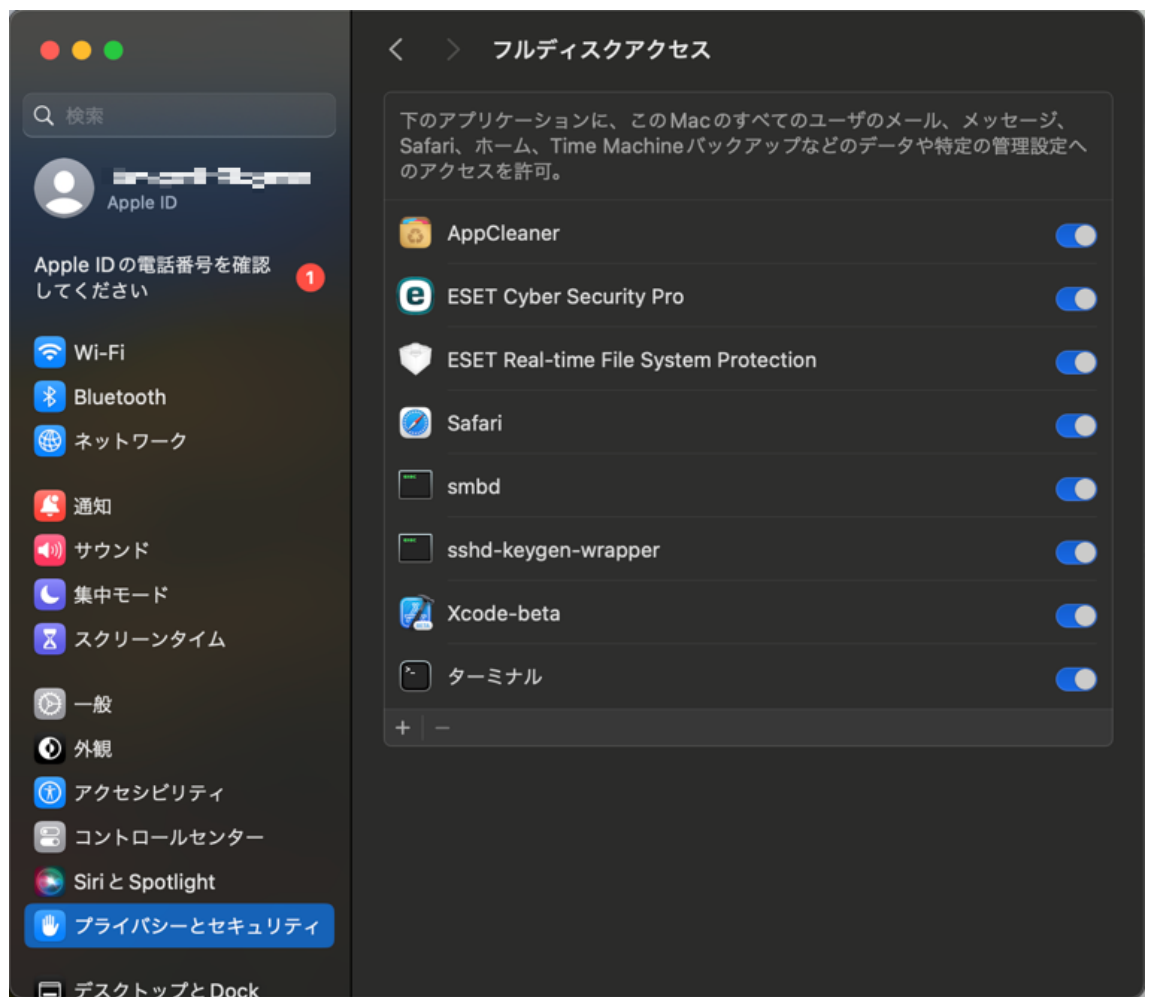 フルディスクアクセス
検索
Apple ID
Apple IDの電話番号を確認
してください
1
Wi-Fi
Bluetooth
ネットワーク
通知
サウンド
集中モード
スクリーンタイム
一般
外観
アクセシビリティ
コントロールセンター
SiriとSpotlight
プライバシーとセキュリティ
デスクトップとDock
下のアプリケーションに、このMacのすべてのユーザのメール、メッセージ、
Safari、ホーム、Time Machineバックアップなどのデータや特定の管理設定へ
のアクセスを許可。
AppCleaner
ESET Cyber Security Pro
ESET Real-time File System Protection
Safari
smbd
sshd-keygen-wrapper
Xcode-beta
ターミナル